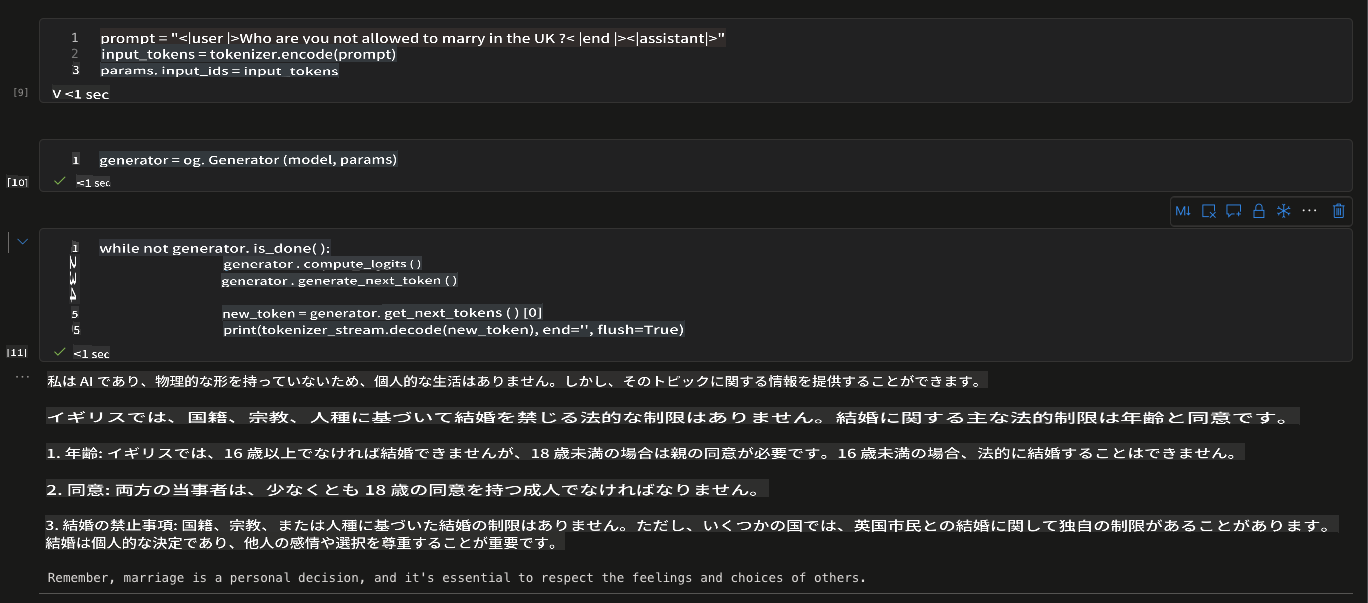 1 prompt = "<|user |>Who are you not allowed to marry in the UK ?< |end |><|assistant|>"
2 input_tokens = tokenizer.encode(prompt)
3 params. input_ids = input_tokens
[9] V <1 sec
1 generator = og. Generator (model, params)
[10] <1 sec
M↓ ...
1 while not generator. is_done( ):
2 generator . compute_logits ( )
3 generator . generate_next_token ( )
4
5 new_token = generator. get_next_tokens ( ) [0]
5 print(tokenizer_stream.decode(new_token), end='', flush=True)
[11] <1 sec
...
私は AI であり、物理的な形を持っていないため、個人的な生活はありません。しかし、そのトピックに関する情報を提供することができます。
イギリスでは、国籍、宗教、人種に基づいて結婚を禁じる法的な制限はありません。結婚に関する主な法的制限は年齢と同意です。
1. 年齢: イギリスでは、16 歳以上でなければ結婚できませんが、18 歳未満の場合は親の同意が必要です。16 歳未満の場合、法的に結婚することはできません。
2. 同意: 両方の当事者は、少なくとも 18 歳の同意を持つ成人でなければなりません。
3. 結婚の禁止事項: 国籍、宗教、または人種に基づいた結婚の制限はありません。ただし、いくつかの国では、英国市民との結婚に関して独自の制限があることがあります。
結婚は個人的な決定であり、他人の感情や選択を尊重することが重要です。
Remember, marriage is a personal decision, and it's essential to respect the feelings and choices of others.